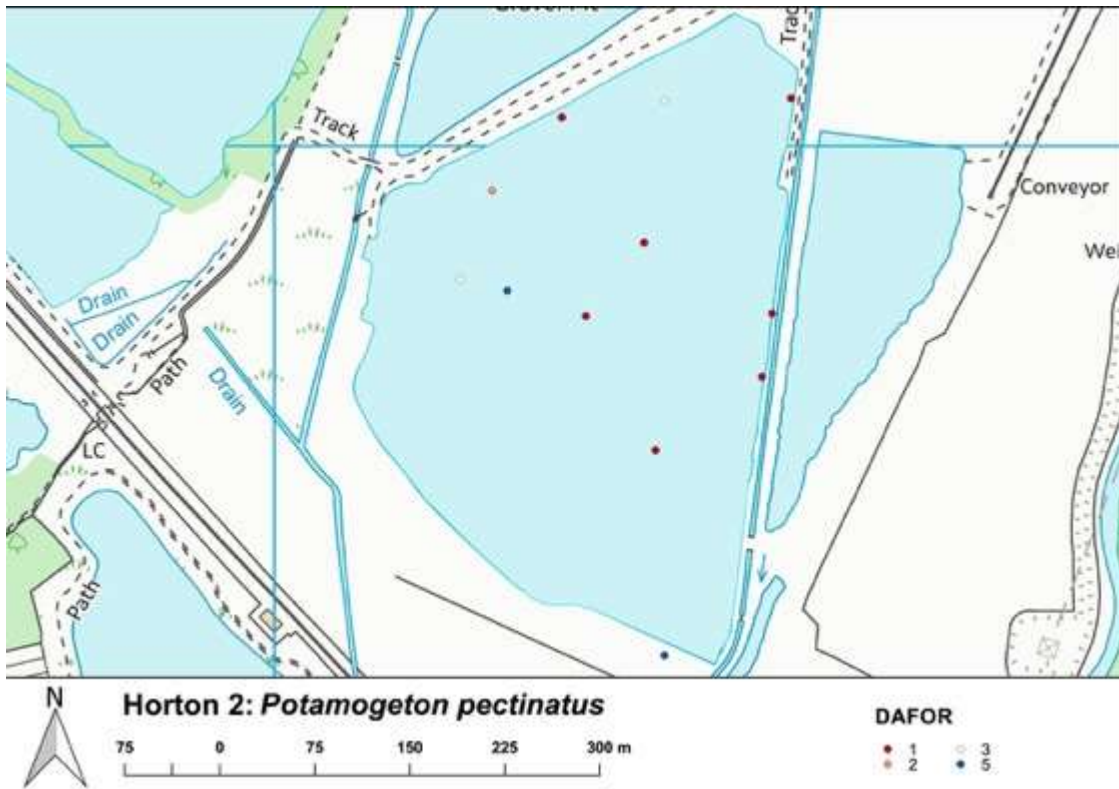 Track
Track
Conveyor
Drain
Drain
Path
Drain
LC
Path
N
Horton 2: Potamogeton pectinatus
75 0 75 150 225 300 m
DAFOR
1 3
2 5